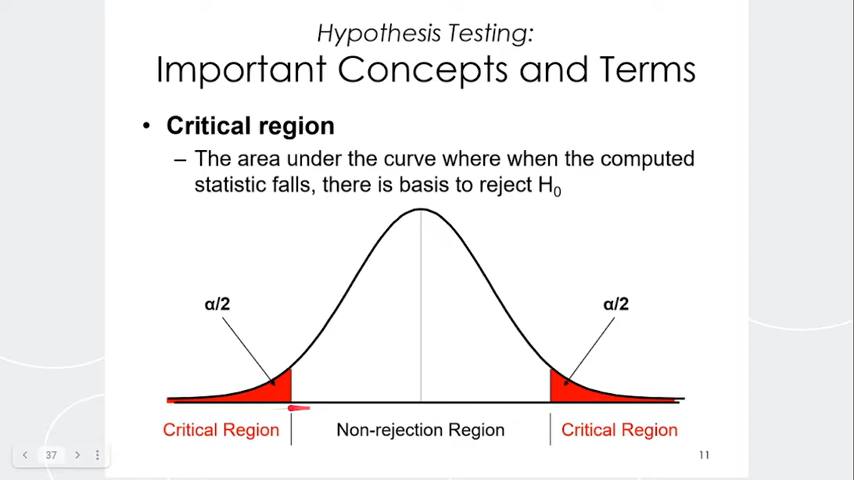 Hypothesis Testing:
Important Concepts and Terms
• Critical region
– The area under the curve where when the computed
statistic falls, there is basis to reject H₀
α/2
α/2
Critical Region
Non-rejection Region
Critical Region
37
11